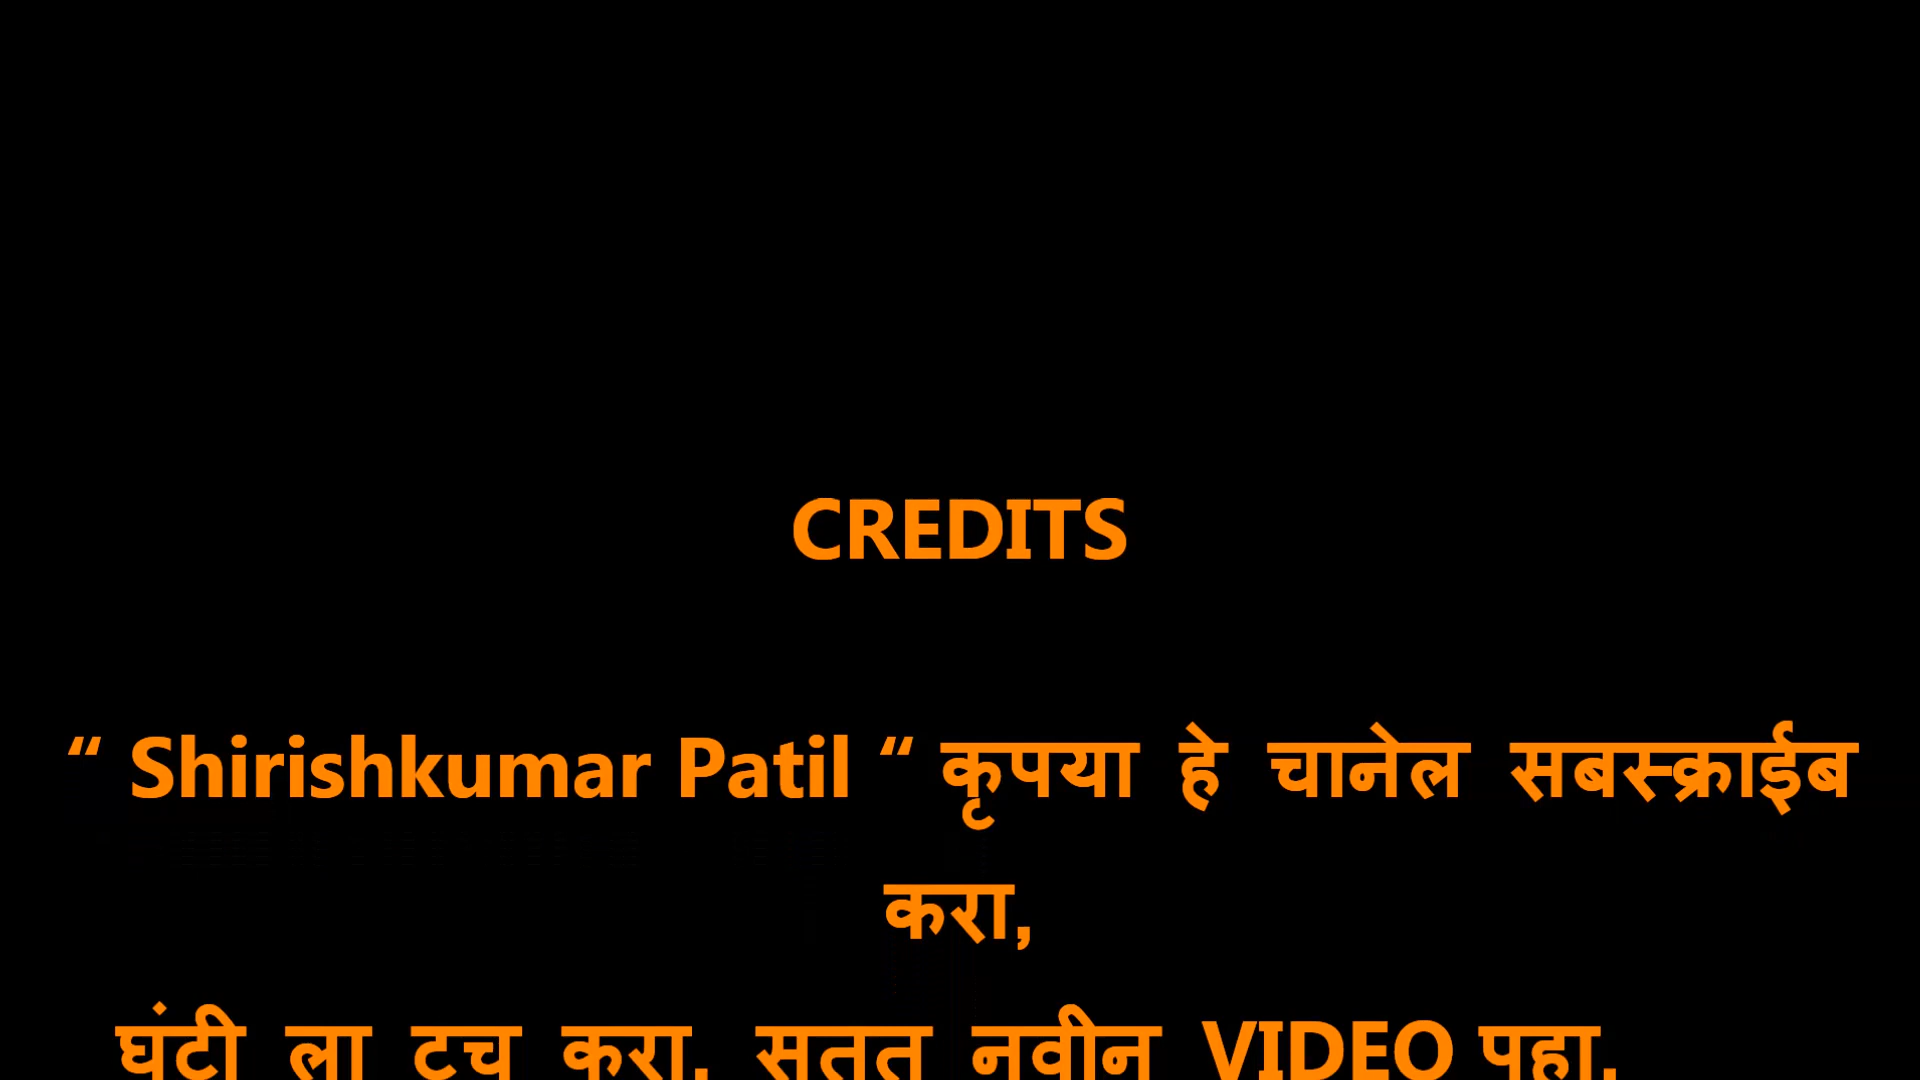 CREDITS
“ Shirishkumar Patil “ कृपया हे चानेल सबस्क्राईब
करा,
घंटी ला टच करा. सतत नवीन VIDEO पहा.